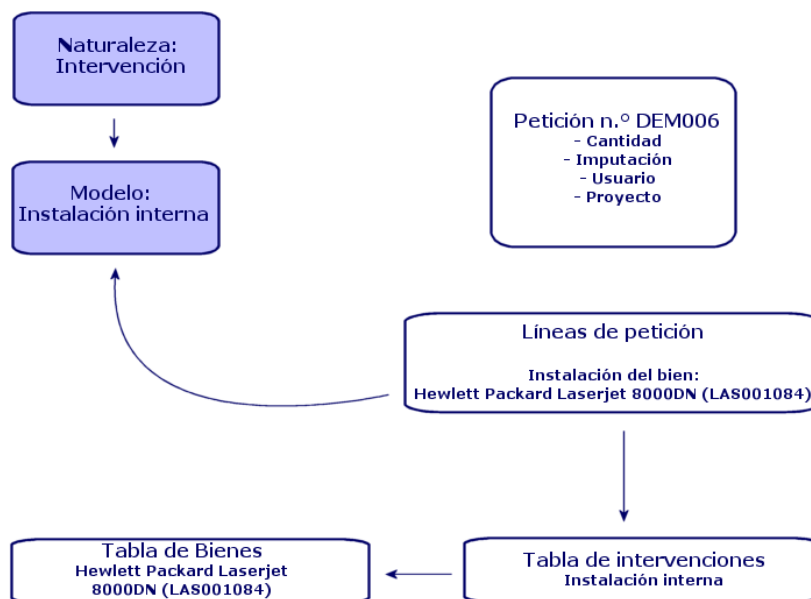 Naturaleza:
Intervención
Modelo:
Instalación interna
Petición n.º DEM006
- Cantidad
- Imputación
- Usuario
- Proyecto
Líneas de petición
Instalación del bien:
Hewlett Packard Laserjet 8000DN (LAS001084)
Tabla de Bienes
Hewlett Packard Laserjet
8000DN (LAS001084)
Tabla de intervenciones
Instalación interna